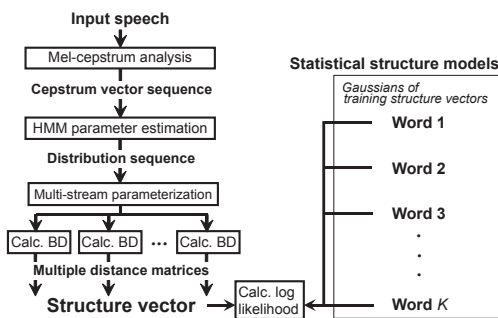 Input speech
Mel-cepstrum analysis
Cepstrum vector sequence
HMM parameter estimation
Distribution sequence
Multi-stream parameterization
Calc. BD Calc. BD ... Calc. BD
Multiple distance matrices
Structure vector
Calc. log
likelihood
Statistical structure models
Gaussians of
training structure vectors
Word 1
Word 2
Word 3
.
.
.
Word K